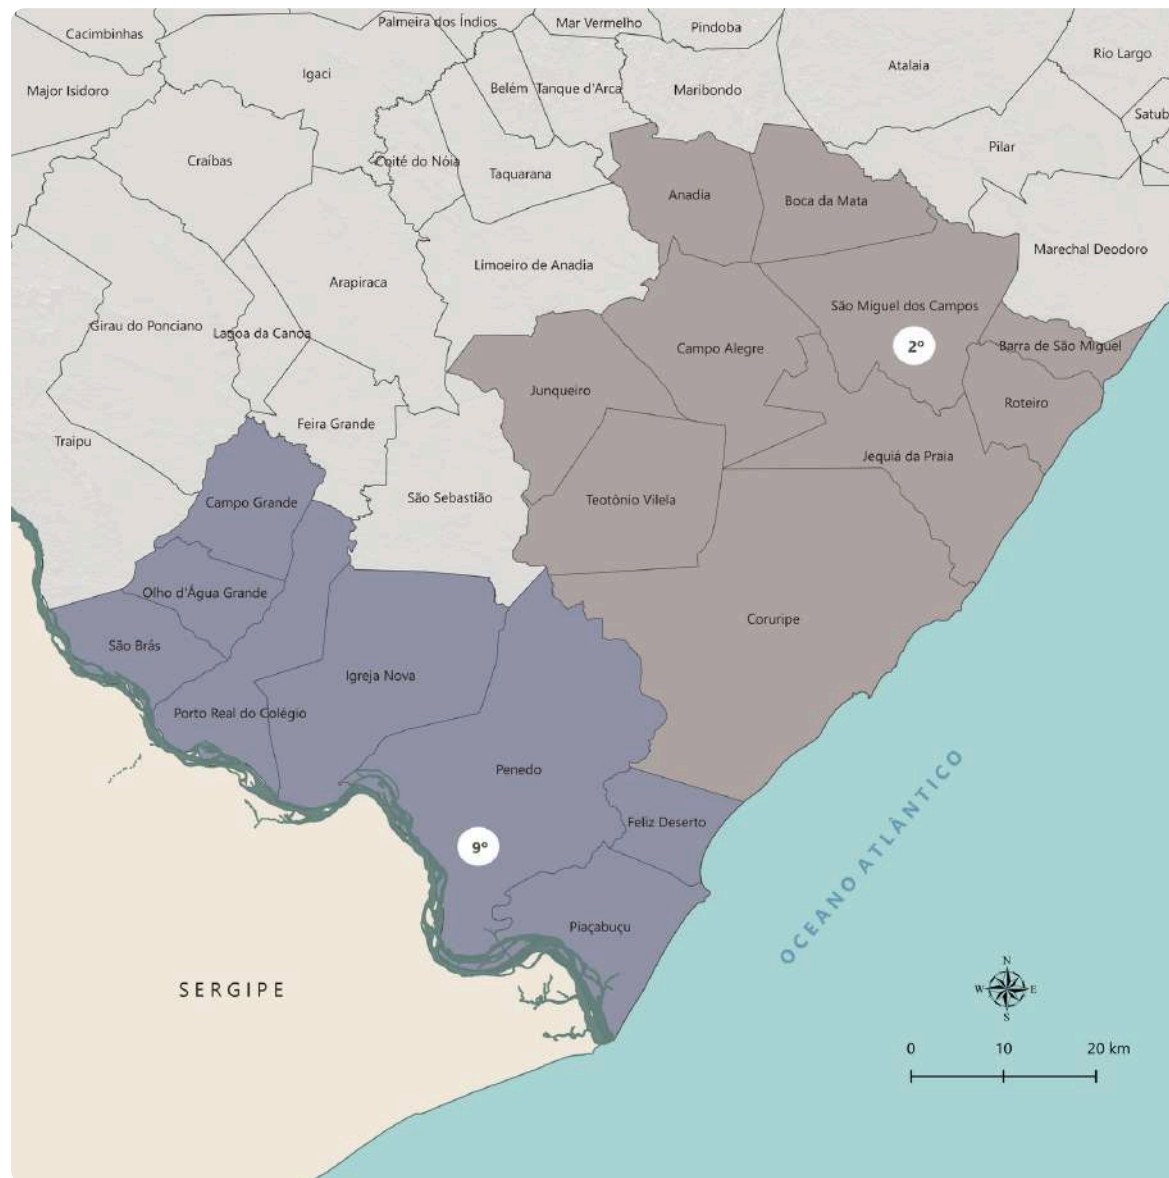 Cacimbinhas
Palmeira dos Índios
Mar Vermelho
Pindoba
Rio Largo
Major Isidoro
Igaci
Belém
Tanque d'Arca
Maribondo
Atalaia
Satub
Craíbas
Coité do Nóia
Taquarana
Pilar
Anadia
Boca da Mata
Marechal Deodoro
Limoeiro de Anadia
Arapiraca
Girau do Ponciano
Lagoa da Canoa
São Miguel dos Campos
2º
Campo Alegre
Barra de São Miguel
Junqueiro
Roteiro
Feira Grande
Traipu
Jequiá da Praia
São Sebastião
Teotônio Vilela
Campo Grande
Olho d'Água Grande
Coruripe
São Brás
Igreja Nova
Porto Real do Colégio
Penedo
Feliz Deserto
9º
Piaçabuçu
OCEANO ATLÂNTICO
SERGIPE
N
W E
S
0 10 20 km